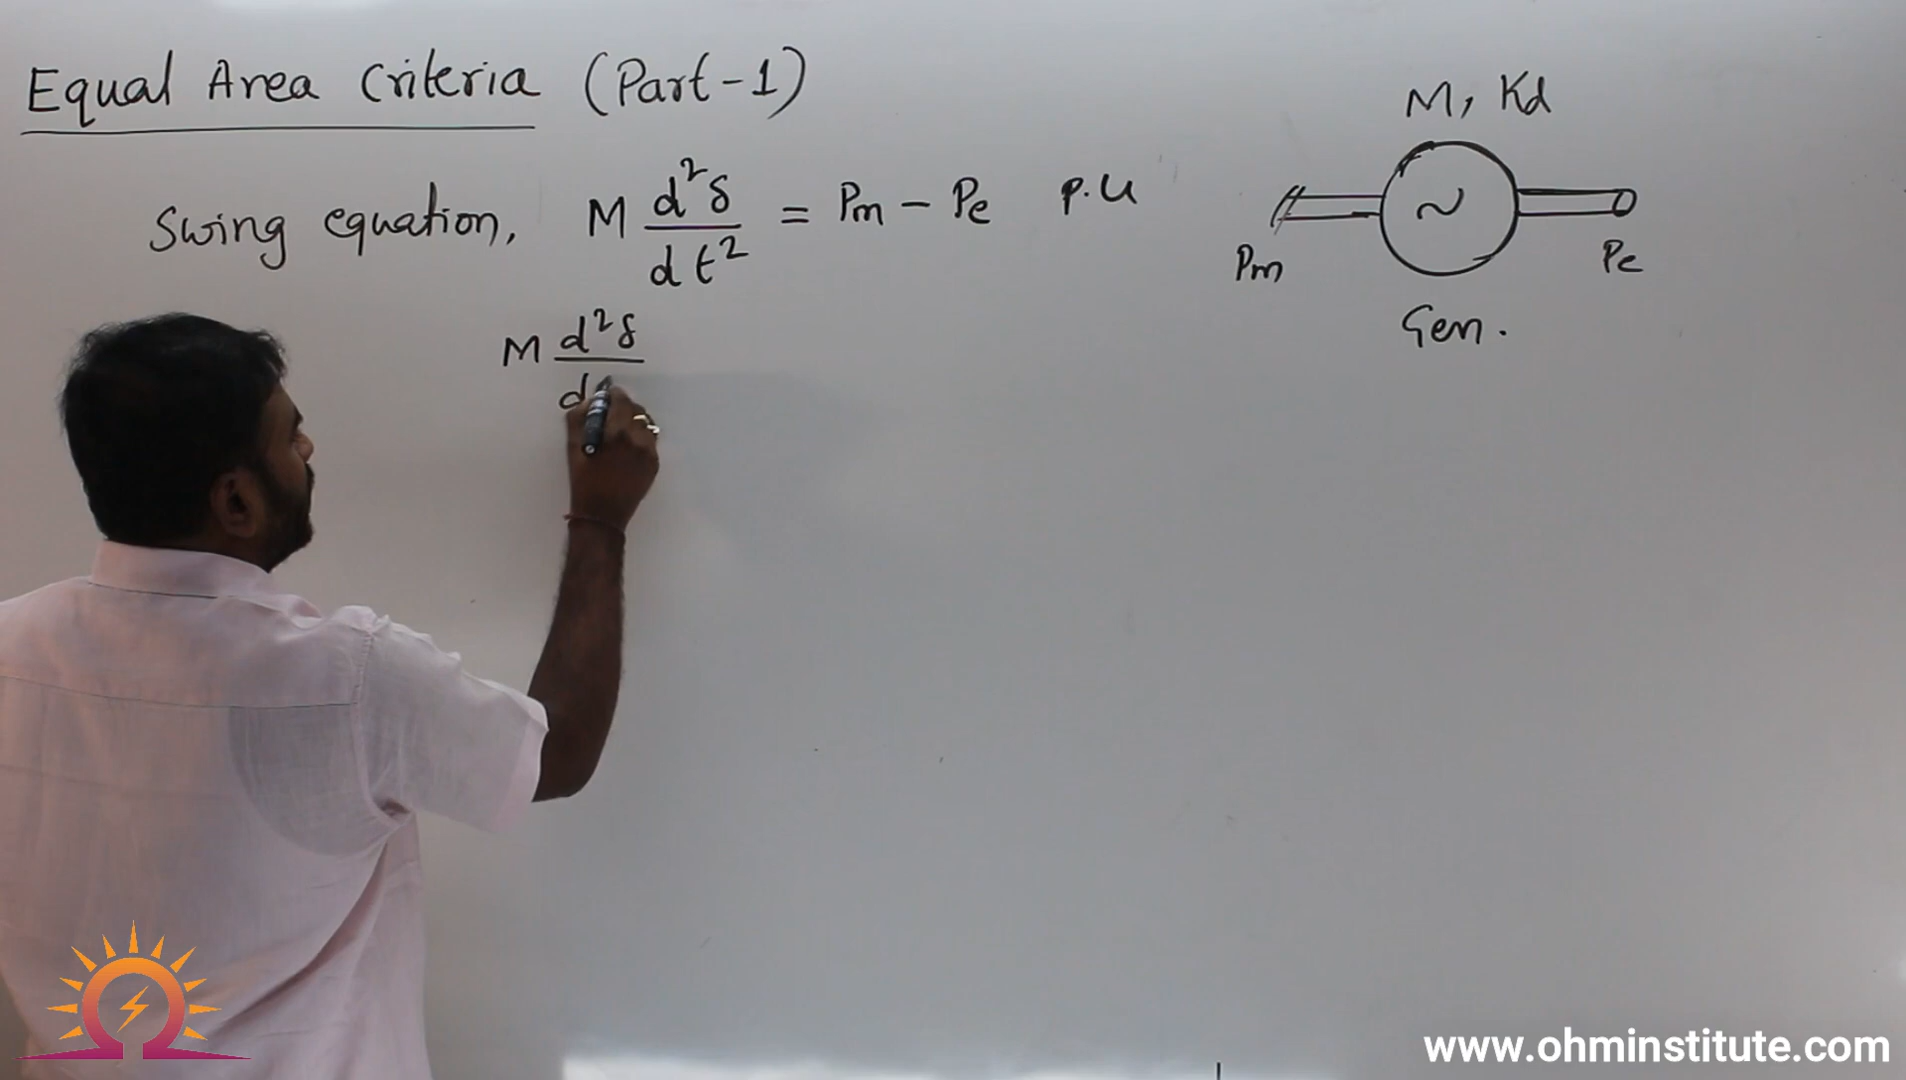 Equal Area Criteria (Part-1)
M, Kd
Swing equation, M d²δ/dt² = Pm - Pe p.u
~
Pm
Pe
Gen.
M d²δ/d
www.ohminstitute.com